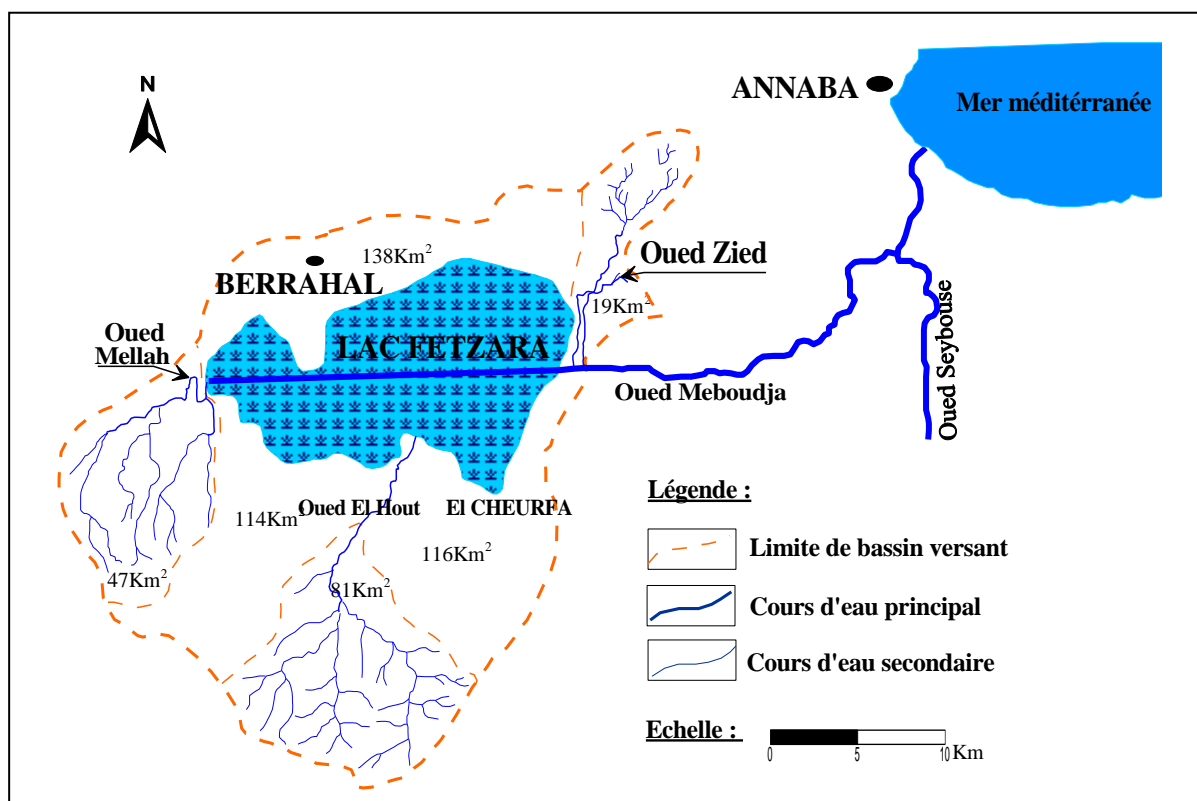 N
ANNABA
Mer méditérranée
138Km²
BERRAHAL
Oued Zied
19Km²
Oued
Mellah
LAC FETZARA
Oued Meboudja
Oued Seybouse
Oued El Hout
El CHEURFA
114Km²
116Km²
47Km²
81Km²
Légende :
Limite de bassin versant
Cours d'eau principal
Cours d'eau secondaire
Echelle :
0 5 10 Km